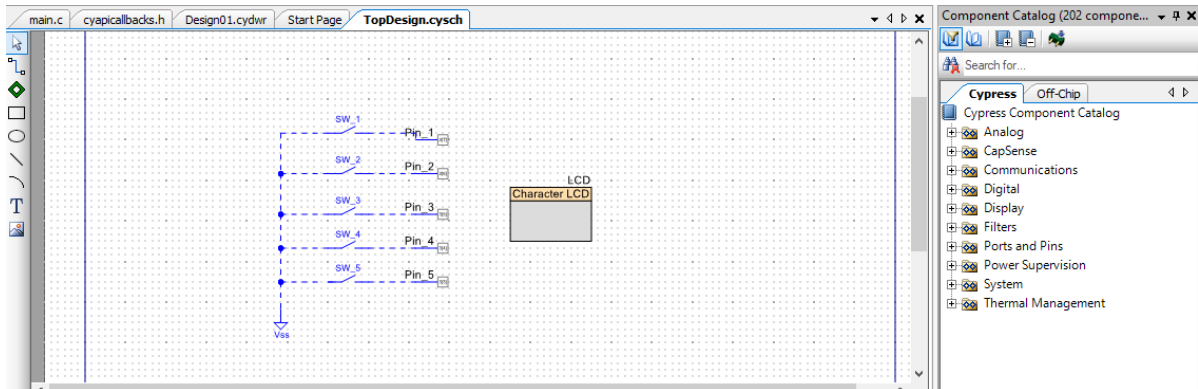 main.c cyapicallbacks.h Design01.cydwr Start Page TopDesign.cysch
Component Catalog (202 compone...
Search for...
Cypress Off-Chip
Cypress Component Catalog
Analog
CapSense
Communications
Digital
Display
Filters
Ports and Pins
Power Supervision
System
Thermal Management
SW_1 Pin_1
SW_2 Pin_2
SW_3 Pin_3
SW_4 Pin_4
SW_5 Pin_5
Vss
LCD
Character LCD
T